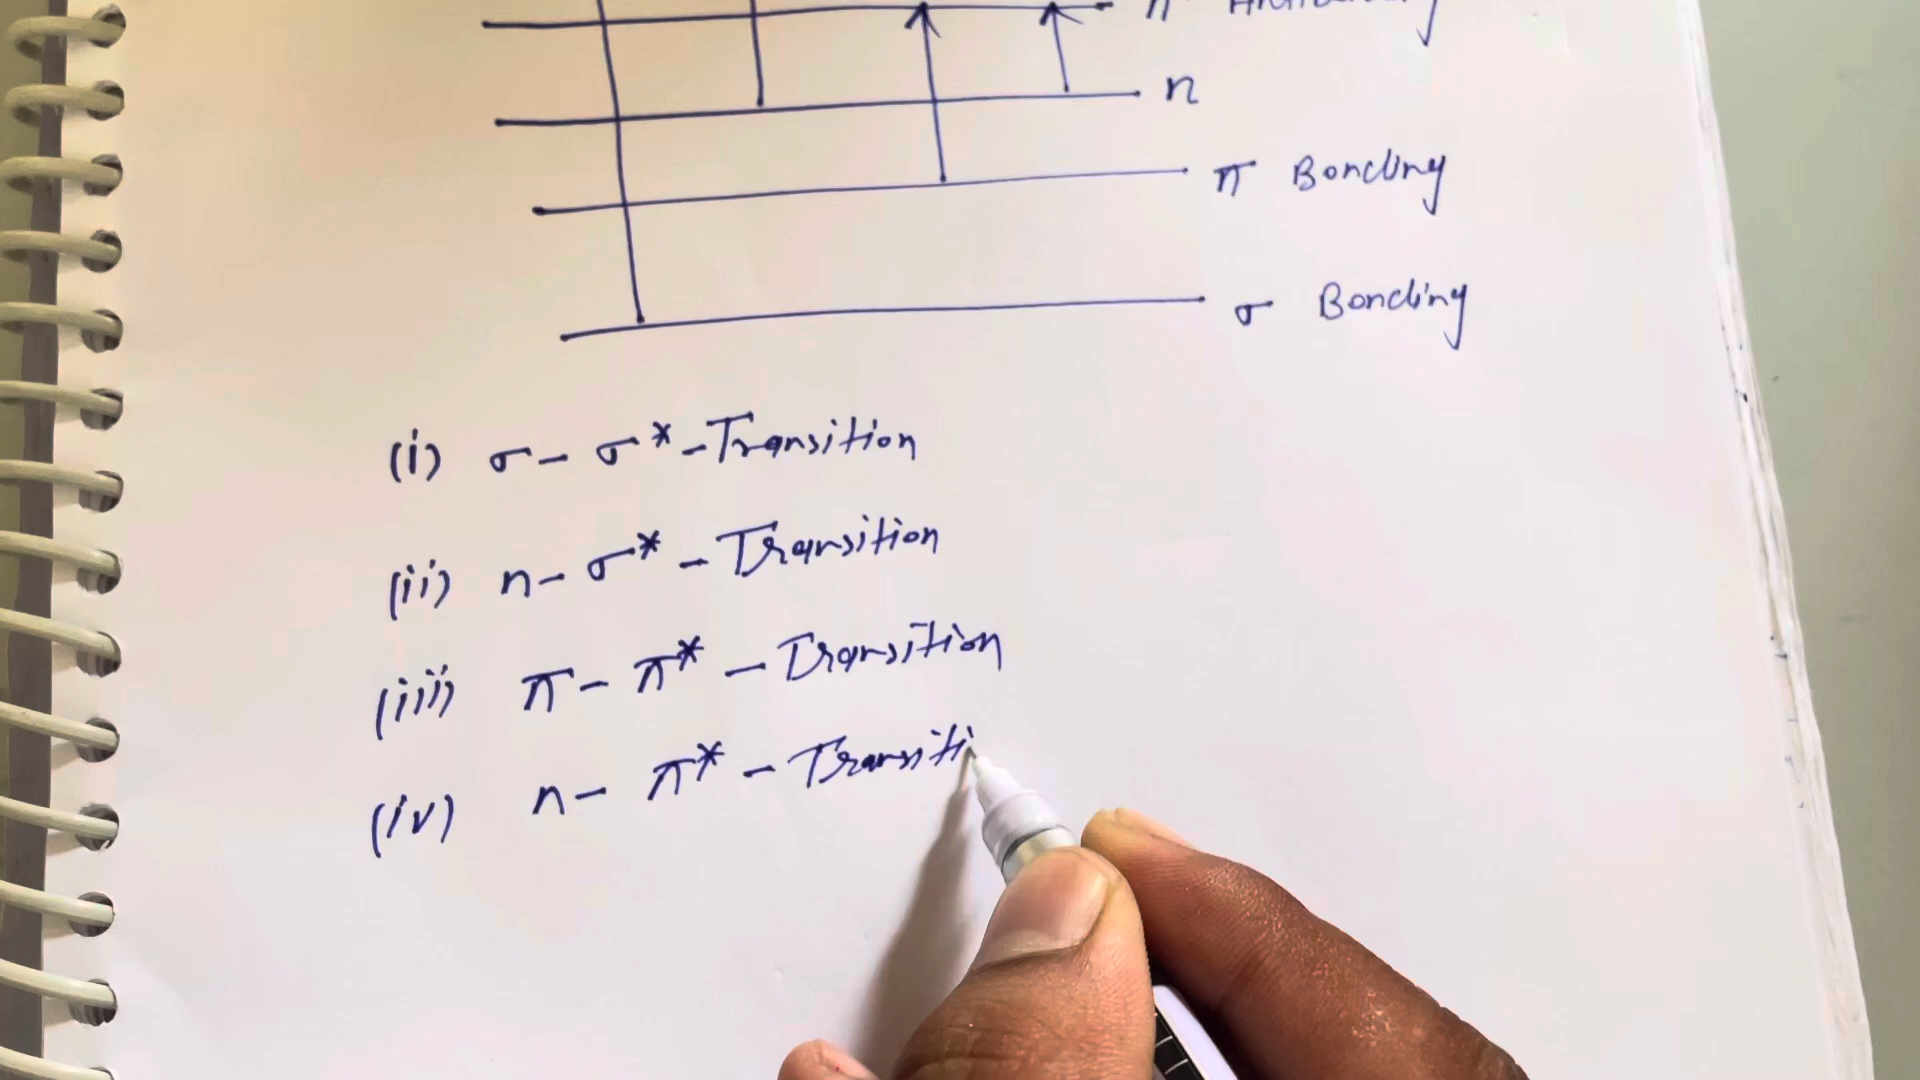 n
π Bonding
σ Bonding
(i) σ - σ* - Transition
(ii) n - σ* - Transition
(iii) π - π* - Transition
(iv) n - π* - Transiti